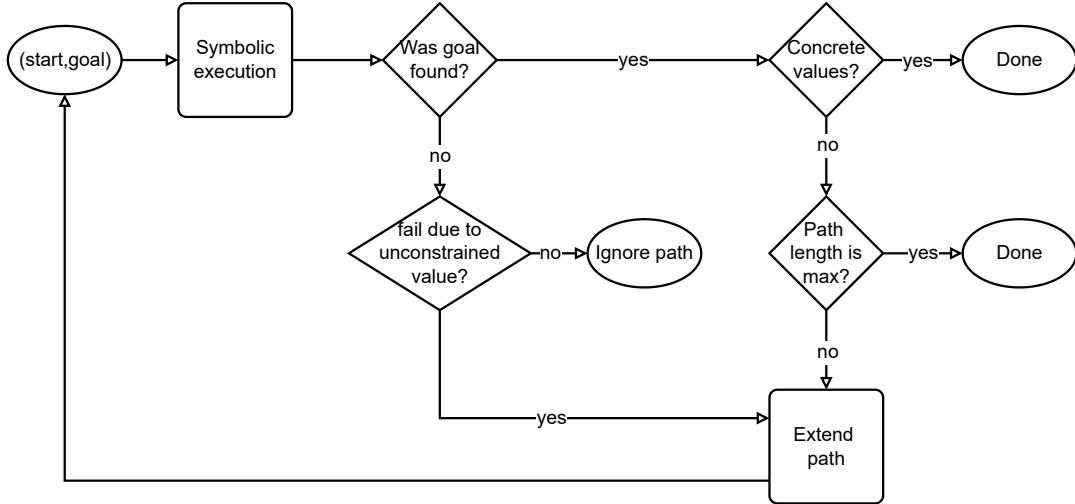 (start,goal)
Symbolic
execution
Was goal
found?
yes
Concrete
values?
yes
Done
no
no
fail due to
unconstrained
value?
no
Ignore path
Path
length is
max?
yes
Done
no
yes
Extend
path